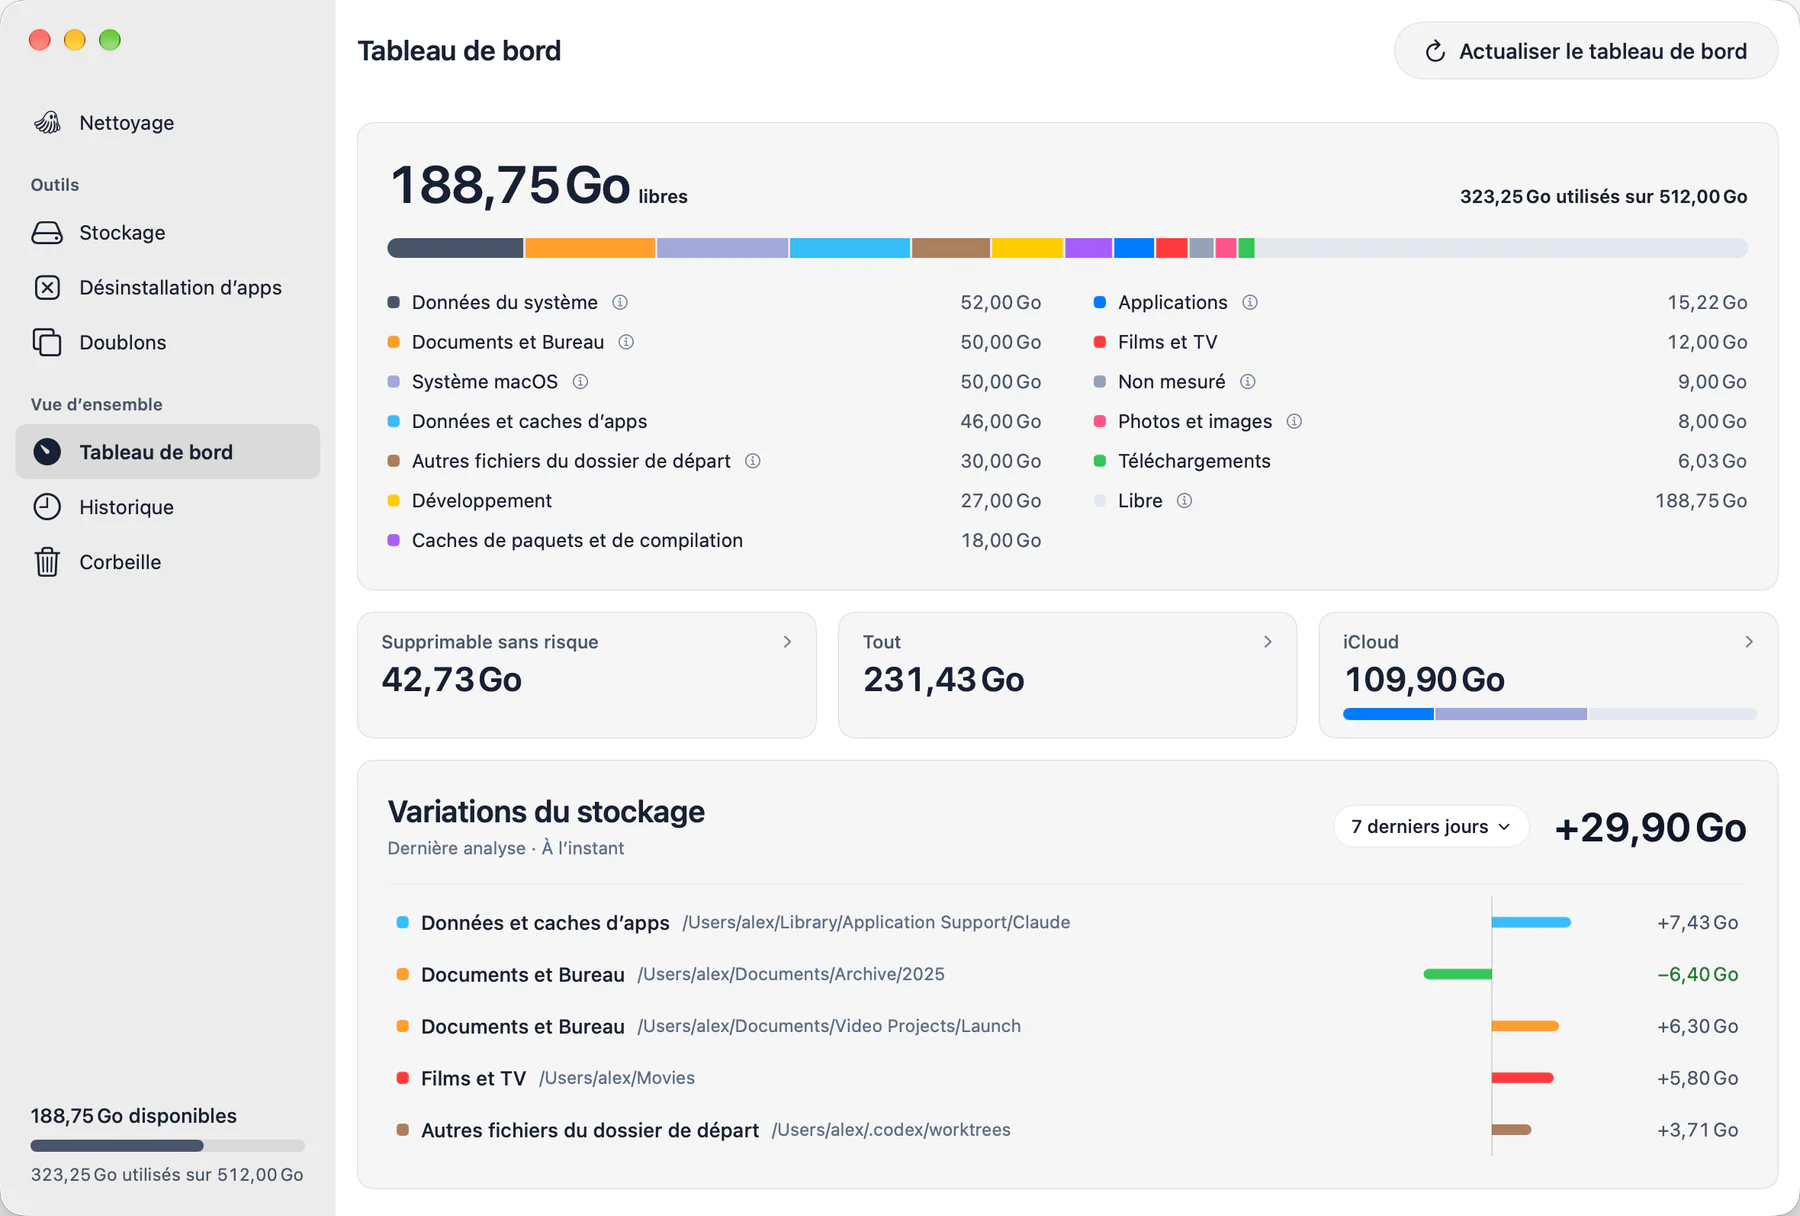 Tableau de bord
Actualiser le tableau de bord
Nettoyage
Outils
Stockage
Désinstallation d’apps
Doublons
Vue d’ensemble
Tableau de bord
Historique
Corbeille
188,75 Go disponibles
323,25 Go utilisés sur 512,00 Go
188,75 Go libres
323,25 Go utilisés sur 512,00 Go
Données du système 52,00 Go
Documents et Bureau 50,00 Go
Système macOS 50,00 Go
Données et caches d’apps 46,00 Go
Autres fichiers du dossier de départ 30,00 Go
Développement 27,00 Go
Caches de paquets et de compilation 18,00 Go
Applications 15,22 Go
Films et TV 12,00 Go
Non mesuré 9,00 Go
Photos et images 8,00 Go
Téléchargements 6,03 Go
Libre 188,75 Go
Supprimable sans risque
42,73 Go
Tout
231,43 Go
iCloud
109,90 Go
Variations du stockage
Dernière analyse · À l’instant
7 derniers jours
+29,90 Go
Données et caches d’apps /Users/alex/Library/Application Support/Claude +7,43 Go
Documents et Bureau /Users/alex/Documents/Archive/2025 −6,40 Go
Documents et Bureau /Users/alex/Documents/Video Projects/Launch +6,30 Go
Films et TV /Users/alex/Movies +5,80 Go
Autres fichiers du dossier de départ /Users/alex/.codex/worktrees +3,71 Go